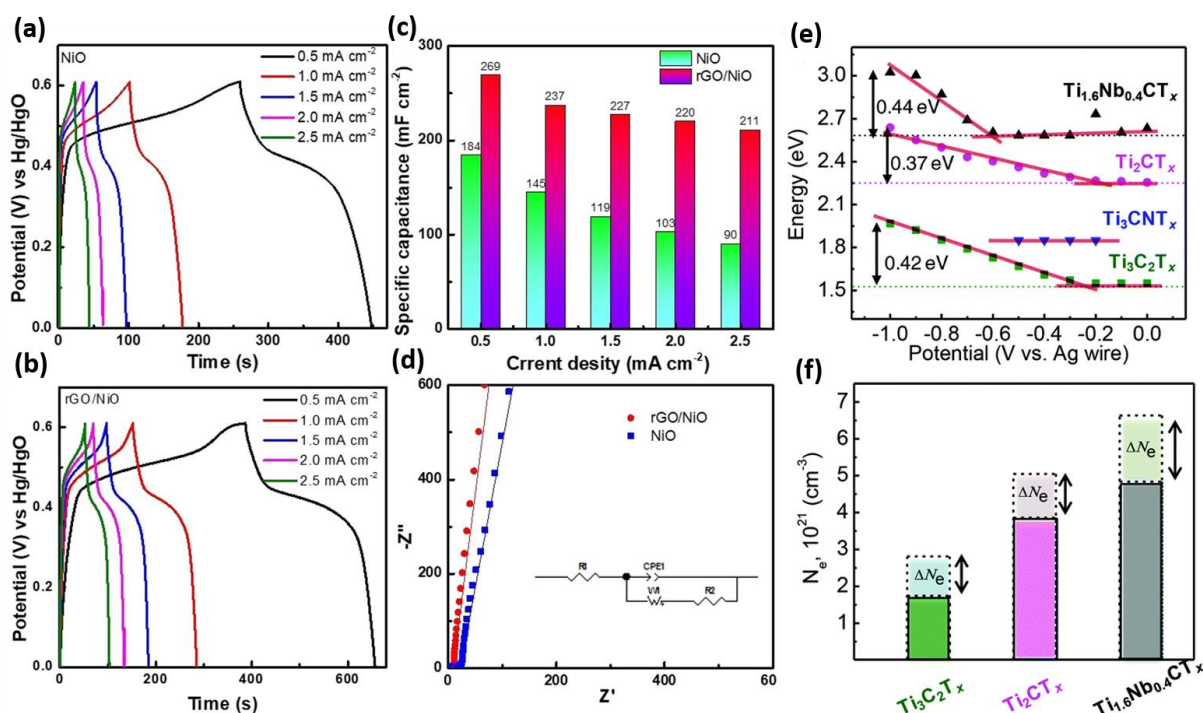 (a)
NiO
0.5 mA cm-2
1.0 mA cm-2
1.5 mA cm-2
2.0 mA cm-2
2.5 mA cm-2
0.6
0.4
0.2
0.0
0
100
200
300
400
Potential (V) vs Hg/HgO
Time (s)
(b)
rGO/NiO
0.5 mA cm-2
1.0 mA cm-2
1.5 mA cm-2
2.0 mA cm-2
2.5 mA cm-2
0.6
0.4
0.2
0.0
0
200
400
600
Potential (V) vs Hg/HgO
Time (s)
(c)
NiO
rGO/NiO
300
200
100
0
269
237
227
220
211
184
145
119
103
90
0.5
1.0
1.5
2.0
2.5
Specific capacitance (mF cm-2)
Crrent desity (mA cm-2)
(d)
rGO/NiO
NiO
600
400
200
0
0
200
400
600
-Z''
Z'
RI
CPE1
W1
R2
(e)
3.0
2.6
2.2
1.9
1.8
1.5
0.44 eV
0.37 eV
0.42 eV
Ti1.6Nb0.4CTx
Ti2CTx
Ti3CNTx
Ti3C2Tx
-1.0
-0.8
-0.6
-0.4
-0.2
0.0
Energy (eV)
Potential (V vs. Ag wire)
(f)
7
6
5
4
3
2
1
ΔNe
ΔNe
ΔNe
Ne, 10^21 (cm-3)
Ti3C2Tx
Ti2CTx
Ti1.6Nb0.4CTx